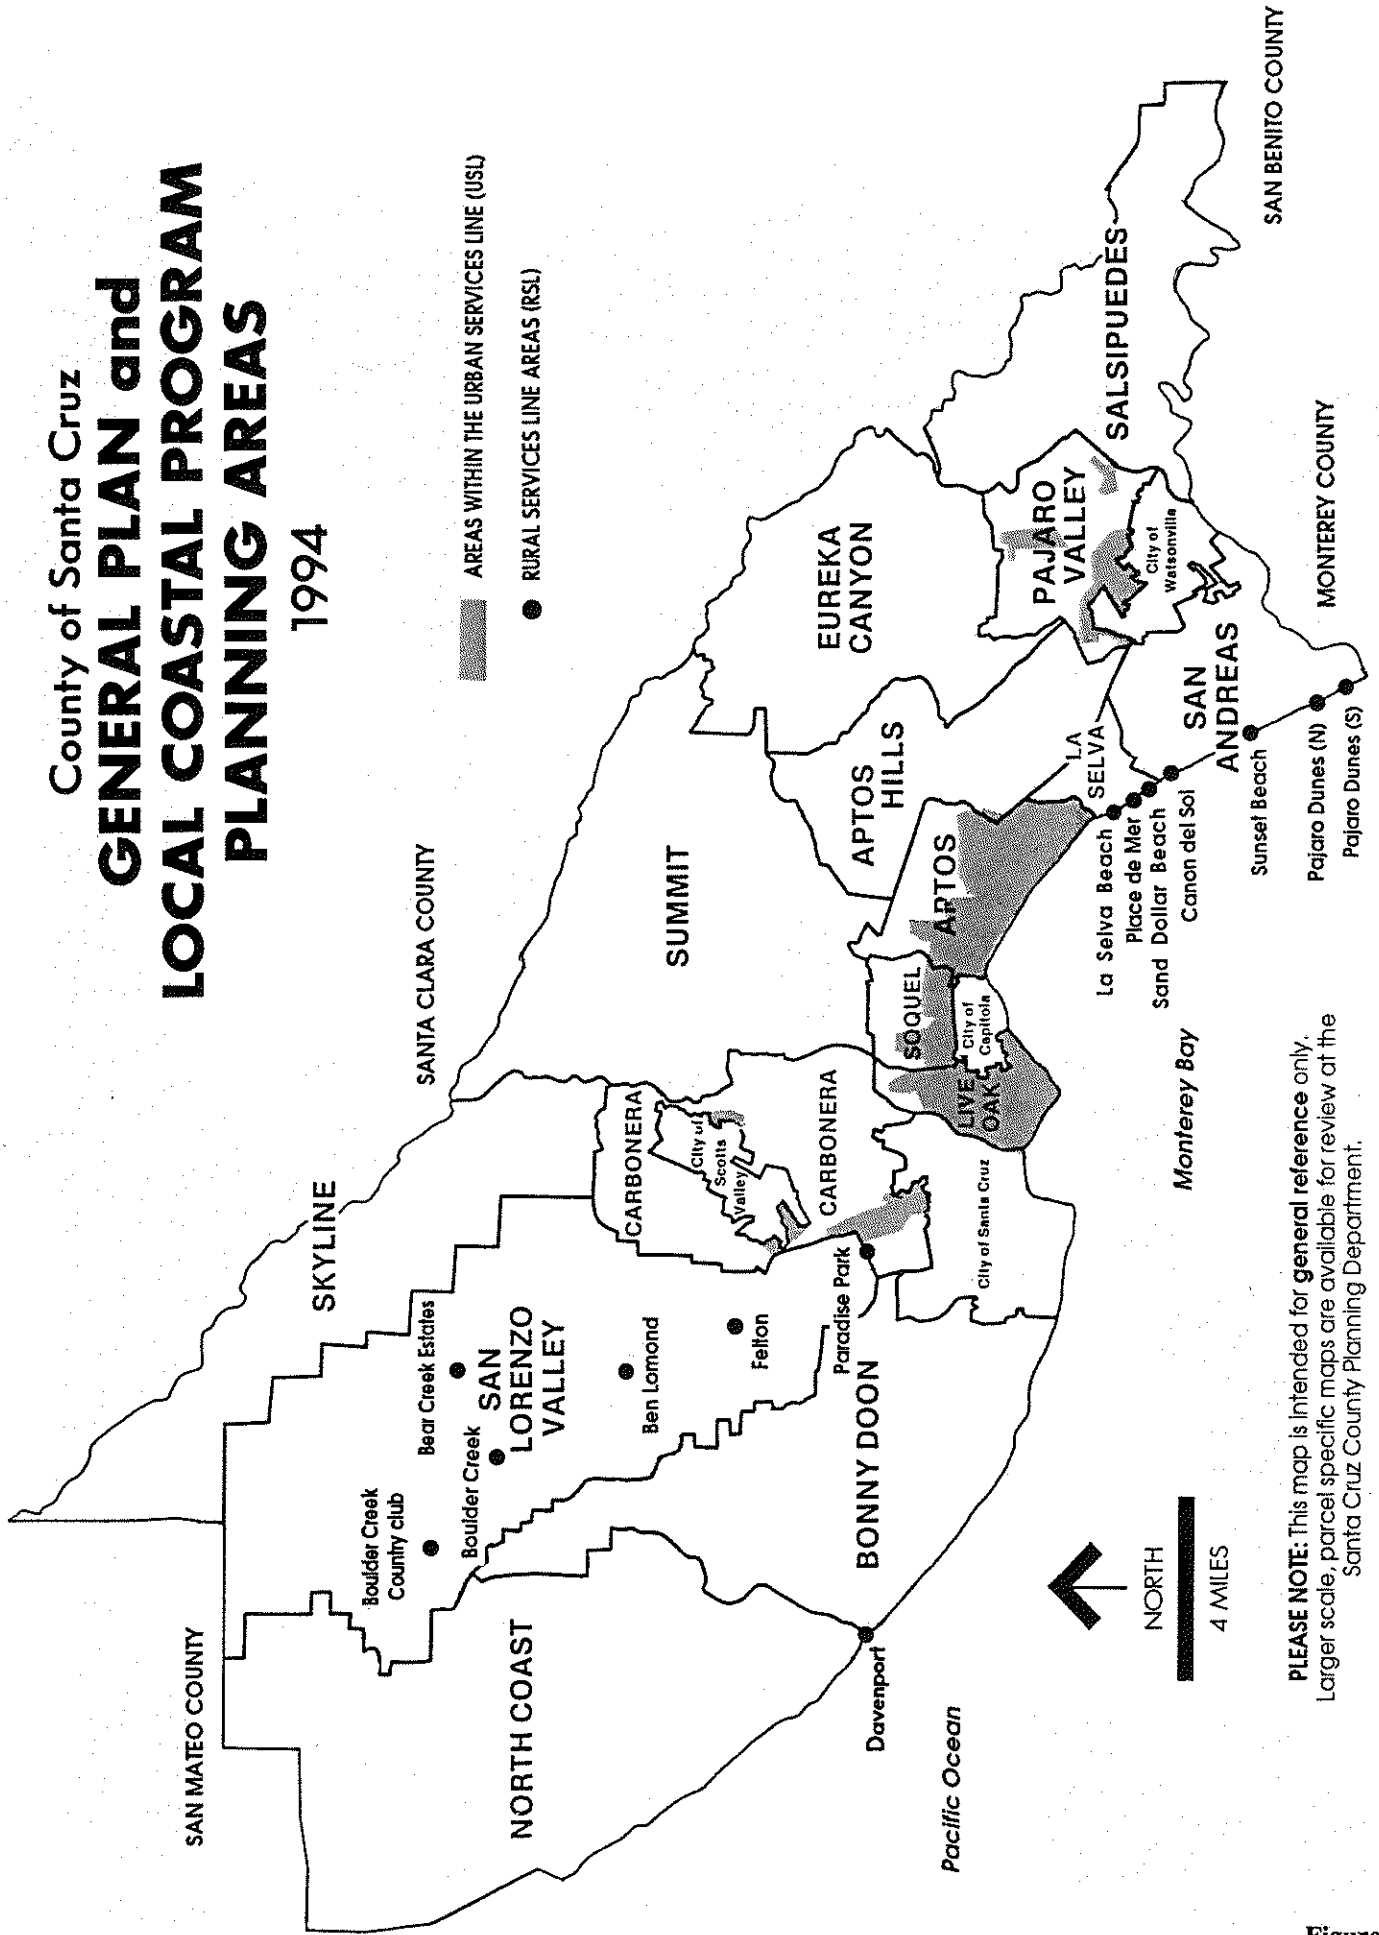 County of Santa Cruz
GENERAL PLAN and
LOCAL COASTAL PROGRAM
PLANNING AREAS
1994
AREAS WITHIN THE URBAN SERVICES LINE (USL)
RURAL SERVICES LINE AREAS (RSL)
SAN MATEO COUNTY
SANTA CLARA COUNTY
SKYLINE
Boulder Creek
Country club
Bear Creek Estates
Boulder Creek
SAN
LORENZO
VALLEY
Ben Lomond
Felton
NORTH COAST
BONNY DOON
Davenport
Paradise Park
CARBONERA
City of
Scotts
Valley
CARBONERA
City of Santa Cruz
SUMMIT
SOQUEL
LIVE
OAK
City of
Capitola
APTOS
APTOS
HILLS
EUREKA
CANYON
PAJARO
VALLEY
City of
Watsonville
SALSIPUEDES
LA
SELVA
SAN
ANDREAS
La Selva Beach
Place de Mer
Sand Dollar Beach
Canon del Sol
Sunset Beach
Pajaro Dunes (N)
Pajaro Dunes (S)
SAN BENITO COUNTY
MONTEREY COUNTY
Monterey Bay
Pacific Ocean
NORTH
4 MILES
PLEASE NOTE: This map is intended for general reference only.
Larger scale, parcel specific maps are available for review at the
Santa Cruz County Planning Department.
Figure